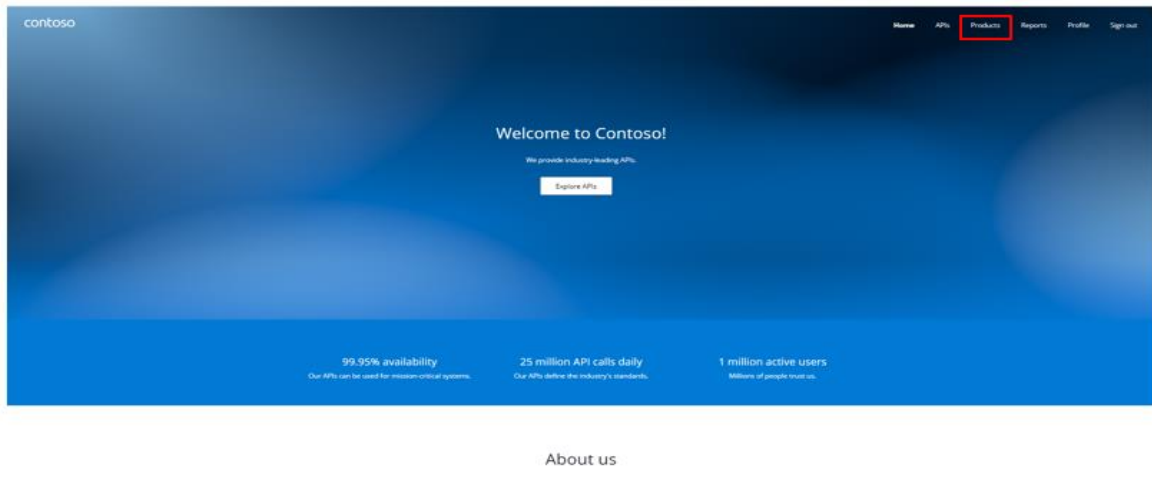 contoso
Home APIs Products Reports Profile Sign out
Welcome to Contoso!
We provide industry-leading APIs.
Explore APIs
99.95% availability 25 million API calls daily 1 million active users
Our APIs can be used for mission-critical systems. Our APIs define the industry's standards. Millions of people trust us.
About us